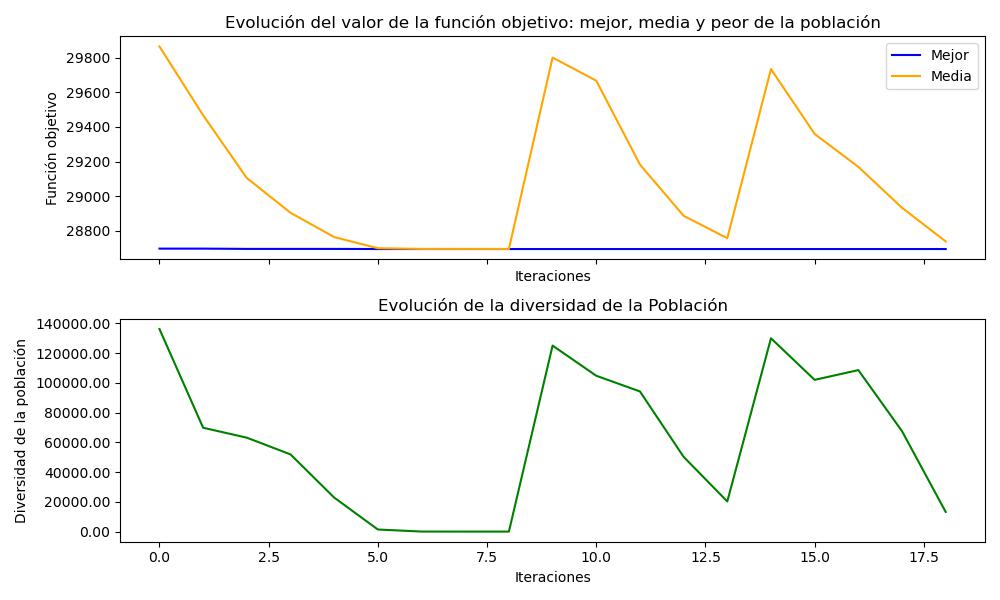 Evolución del valor de la función objetivo: mejor, media y peor de la población
Función objetivo
29800
29600
29400
29200
29000
28800
Mejor
Media
Iteraciones
Evolución de la diversidad de la Población
Diversidad de la población
140000.00
120000.00
100000.00
80000.00
60000.00
40000.00
20000.00
0.00
0.0 2.5 5.0 7.5 10.0 12.5 15.0 17.5
Iteraciones